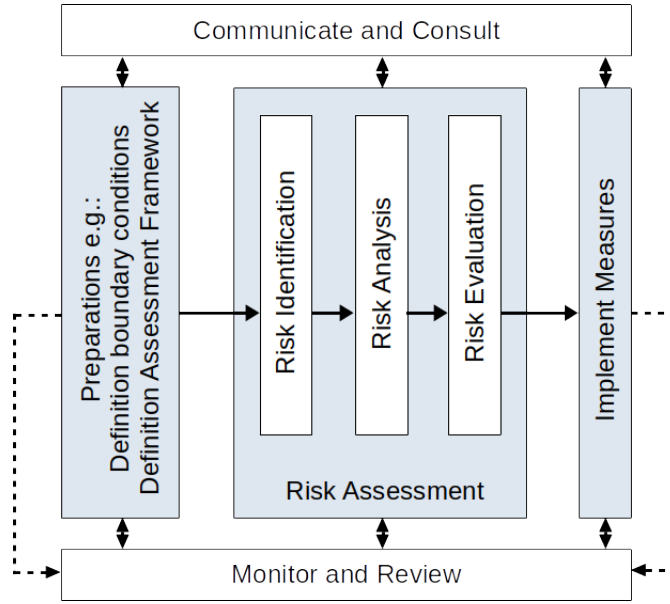 Communicate and Consult
Preparations e.g.:
Definition boundary conditions
Definition Assessment Framework
Risk Identification
Risk Analysis
Risk Evaluation
Risk Assessment
Implement Measures
Monitor and Review